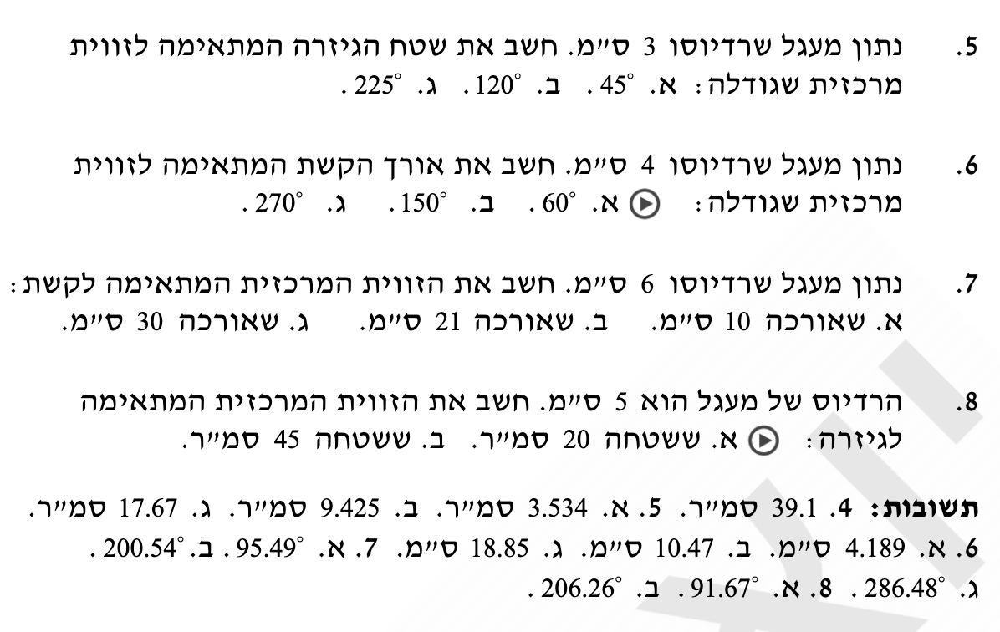 5. נתון מעגל שרדיוסו 3 ס״מ. חשב את שטח הגיזרה המתאימה לזווית
מרכזית שגודלה: א. 45°. ב. 120°. ג. 225°.
6. נתון מעגל שרדיוסו 4 ס״מ. חשב את אורך הקשת המתאימה לזווית
מרכזית שגודלה: א. 60°. ב. 150°. ג. 270°.
7. נתון מעגל שרדיוסו 6 ס״מ. חשב את הזווית המרכזית המתאימה לקשת:
א. שאורכה 10 ס״מ. ב. שאורכה 21 ס״מ. ג. שאורכה 30 ס״מ.
8. הרדיוס של מעגל הוא 5 ס״מ. חשב את הזווית המרכזית המתאימה
לגיזרה: א. ששטחה 20 סמ״ר. ב. ששטחה 45 סמ״ר.
תשובות: 4. 39.1 סמ״ר. 5. א. 3.534 סמ״ר. ב. 9.425 סמ״ר. ג. 17.67 סמ״ר.
6. א. 4.189 ס״מ. ב. 10.47 ס״מ. ג. 18.85 ס״מ. 7. א. 95.49°. ב. 200.54°.
ג. 286.48°. 8. א. 91.67°. ב. 206.26°.